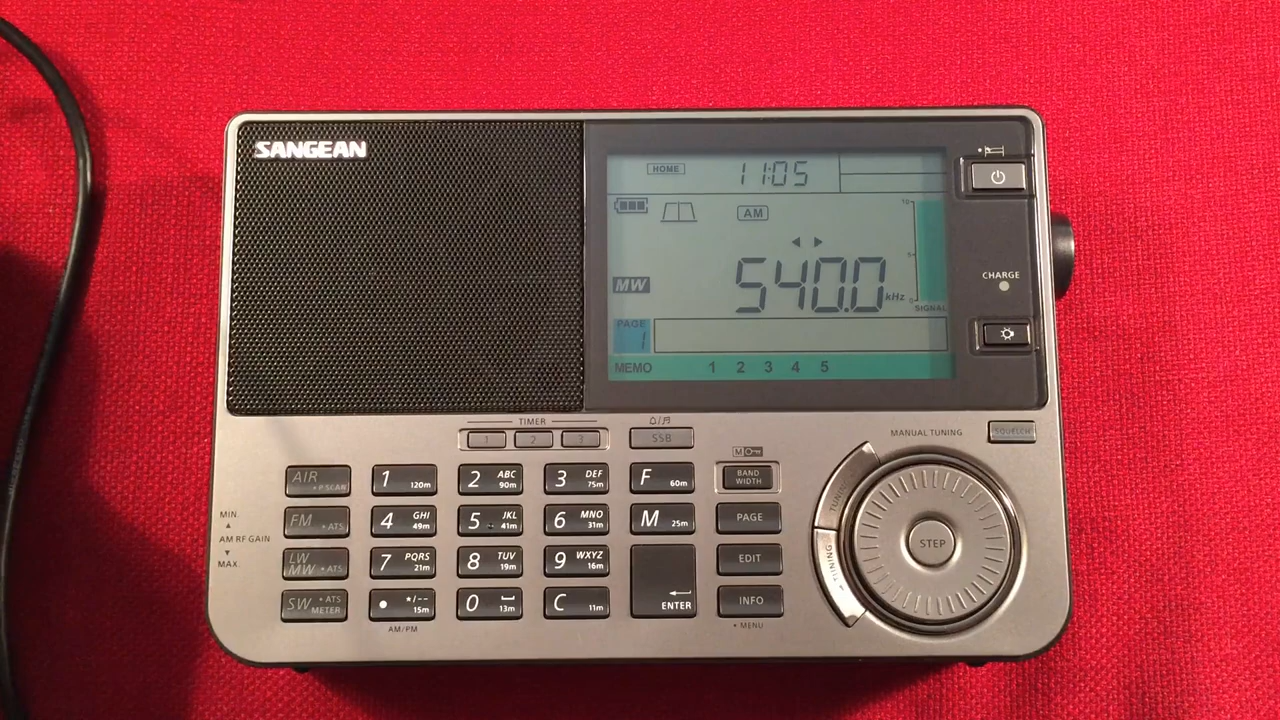 SANGEAN
HOME 11:05
10
AM
5
MW 540.0 kHz
0
SIGNAL
PAGE
1
MEMO 1 2 3 4 5
CHARGE
TIMER
1 2 3
SSB
MANUAL TUNING
SQUELCH
AIR • P.SCAN
1 120m
2 ABC 90m
3 DEF 75m
F 60m
M
BAND WIDTH
TUNING
MIN.
AM RF GAIN
MAX.
FM • ATS
4 GHI 49m
5 JKL 41m
6 MNO 31m
M 25m
PAGE
STEP
LW MW • ATS
7 PQRS 21m
8 TUV 19m
9 WXYZ 16m
ENTER
EDIT
TUNING
SW • ATS METER
• */-- 15m
0 13m
C 11m
INFO
AM/PM
• MENU